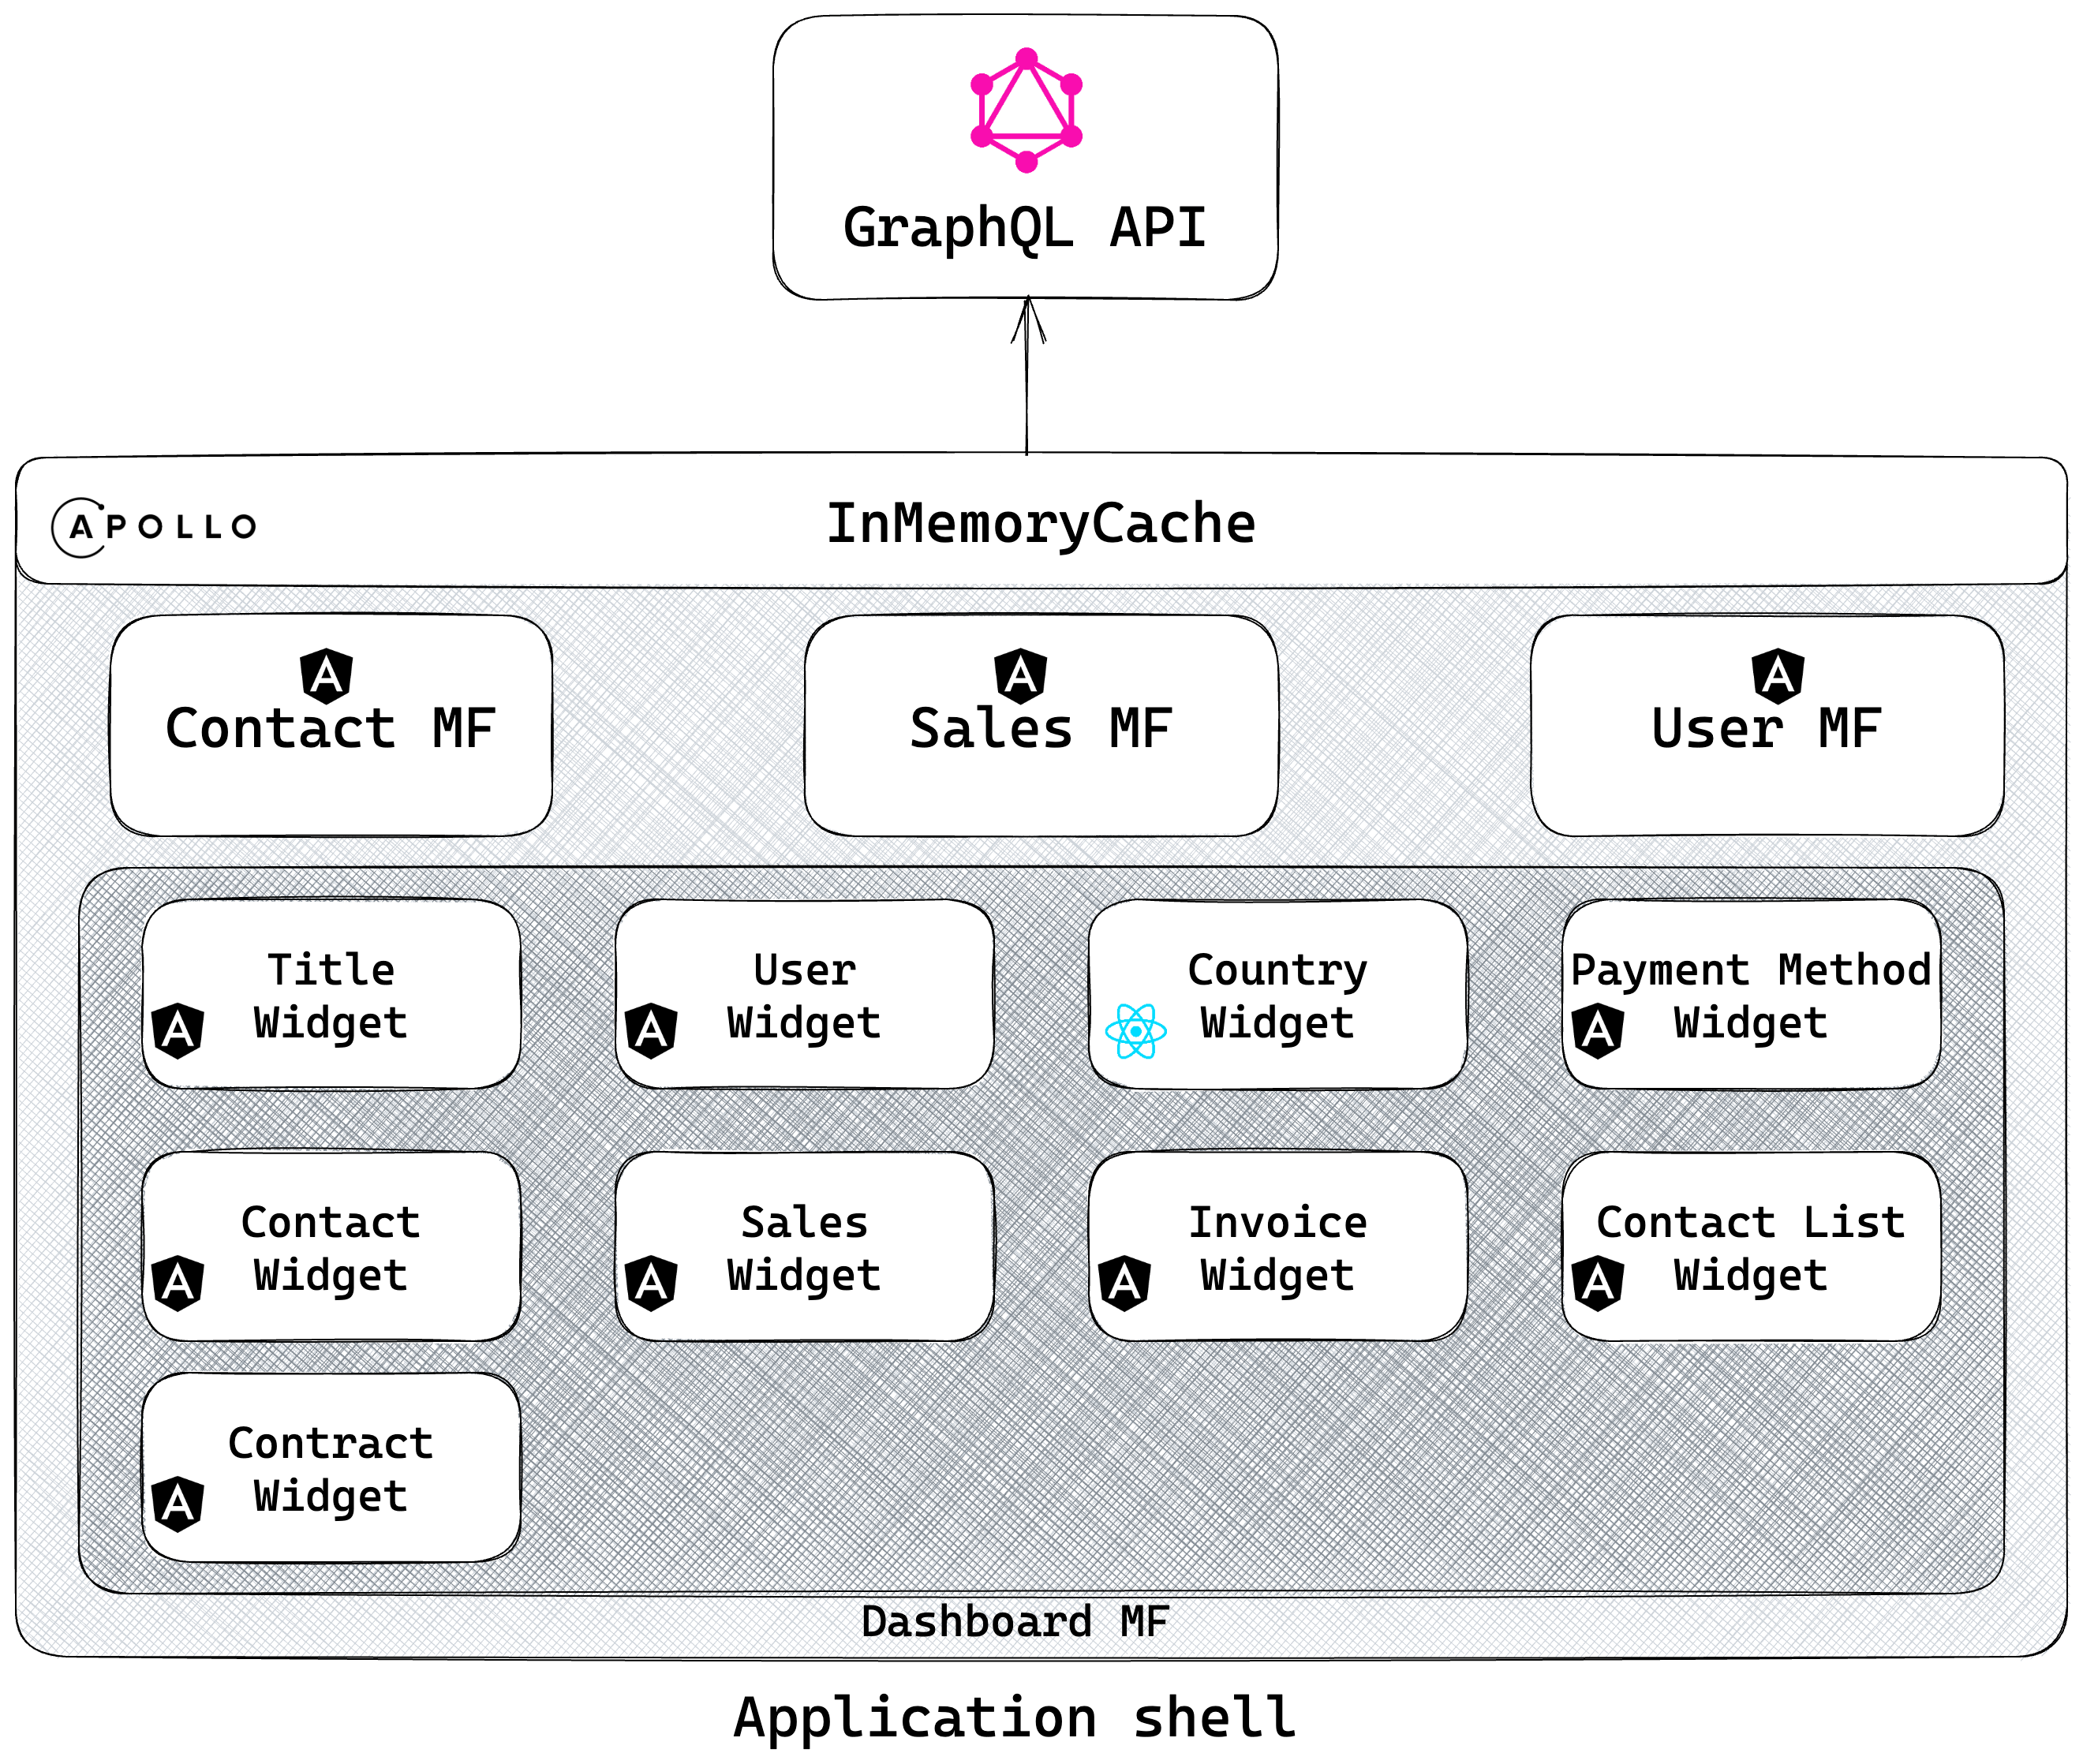 GraphQL API
APOLLO
InMemoryCache
Contact MF
Sales MF
User MF
Title
Widget
User
Widget
Country
Widget
Payment Method
Widget
Contact
Widget
Sales
Widget
Invoice
Widget
Contact List
Widget
Contract
Widget
Dashboard MF
Application shell